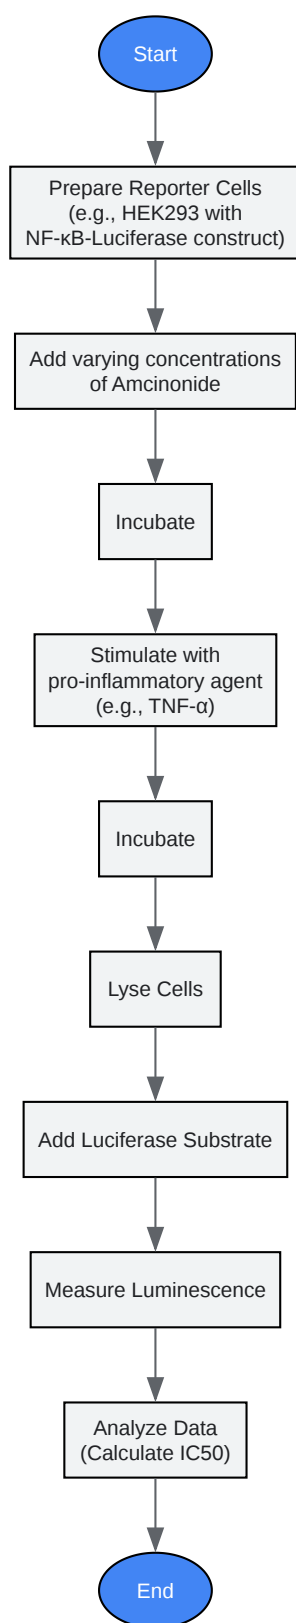 Start
Prepare Reporter Cells
(e.g., HEK293 with
NF-κB-Luciferase construct)
Add varying concentrations
of Amcinonide
Incubate
Stimulate with
pro-inflammatory agent
(e.g., TNF-α)
Incubate
Lyse Cells
Add Luciferase Substrate
Measure Luminescence
Analyze Data
(Calculate IC50)
End